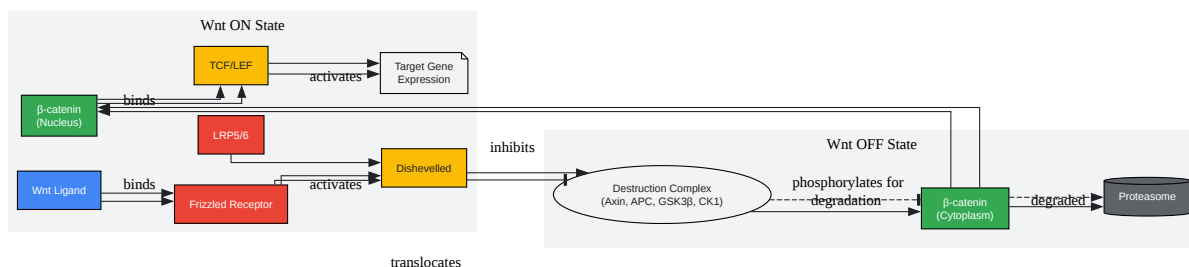 Wnt ON State
TCF/LEF
activates
Target Gene
Expression
β-catenin
(Nucleus)
binds
LRP5/6
Wnt Ligand
binds
Frizzled Receptor
activates
Dishevelled
inhibits
Wnt OFF State
Destruction Complex
(Axin, APC, GSK3β, CK1)
phosphorylates for
degradation
β-catenin
(Cytoplasm)
degraded
Proteasome
translocates